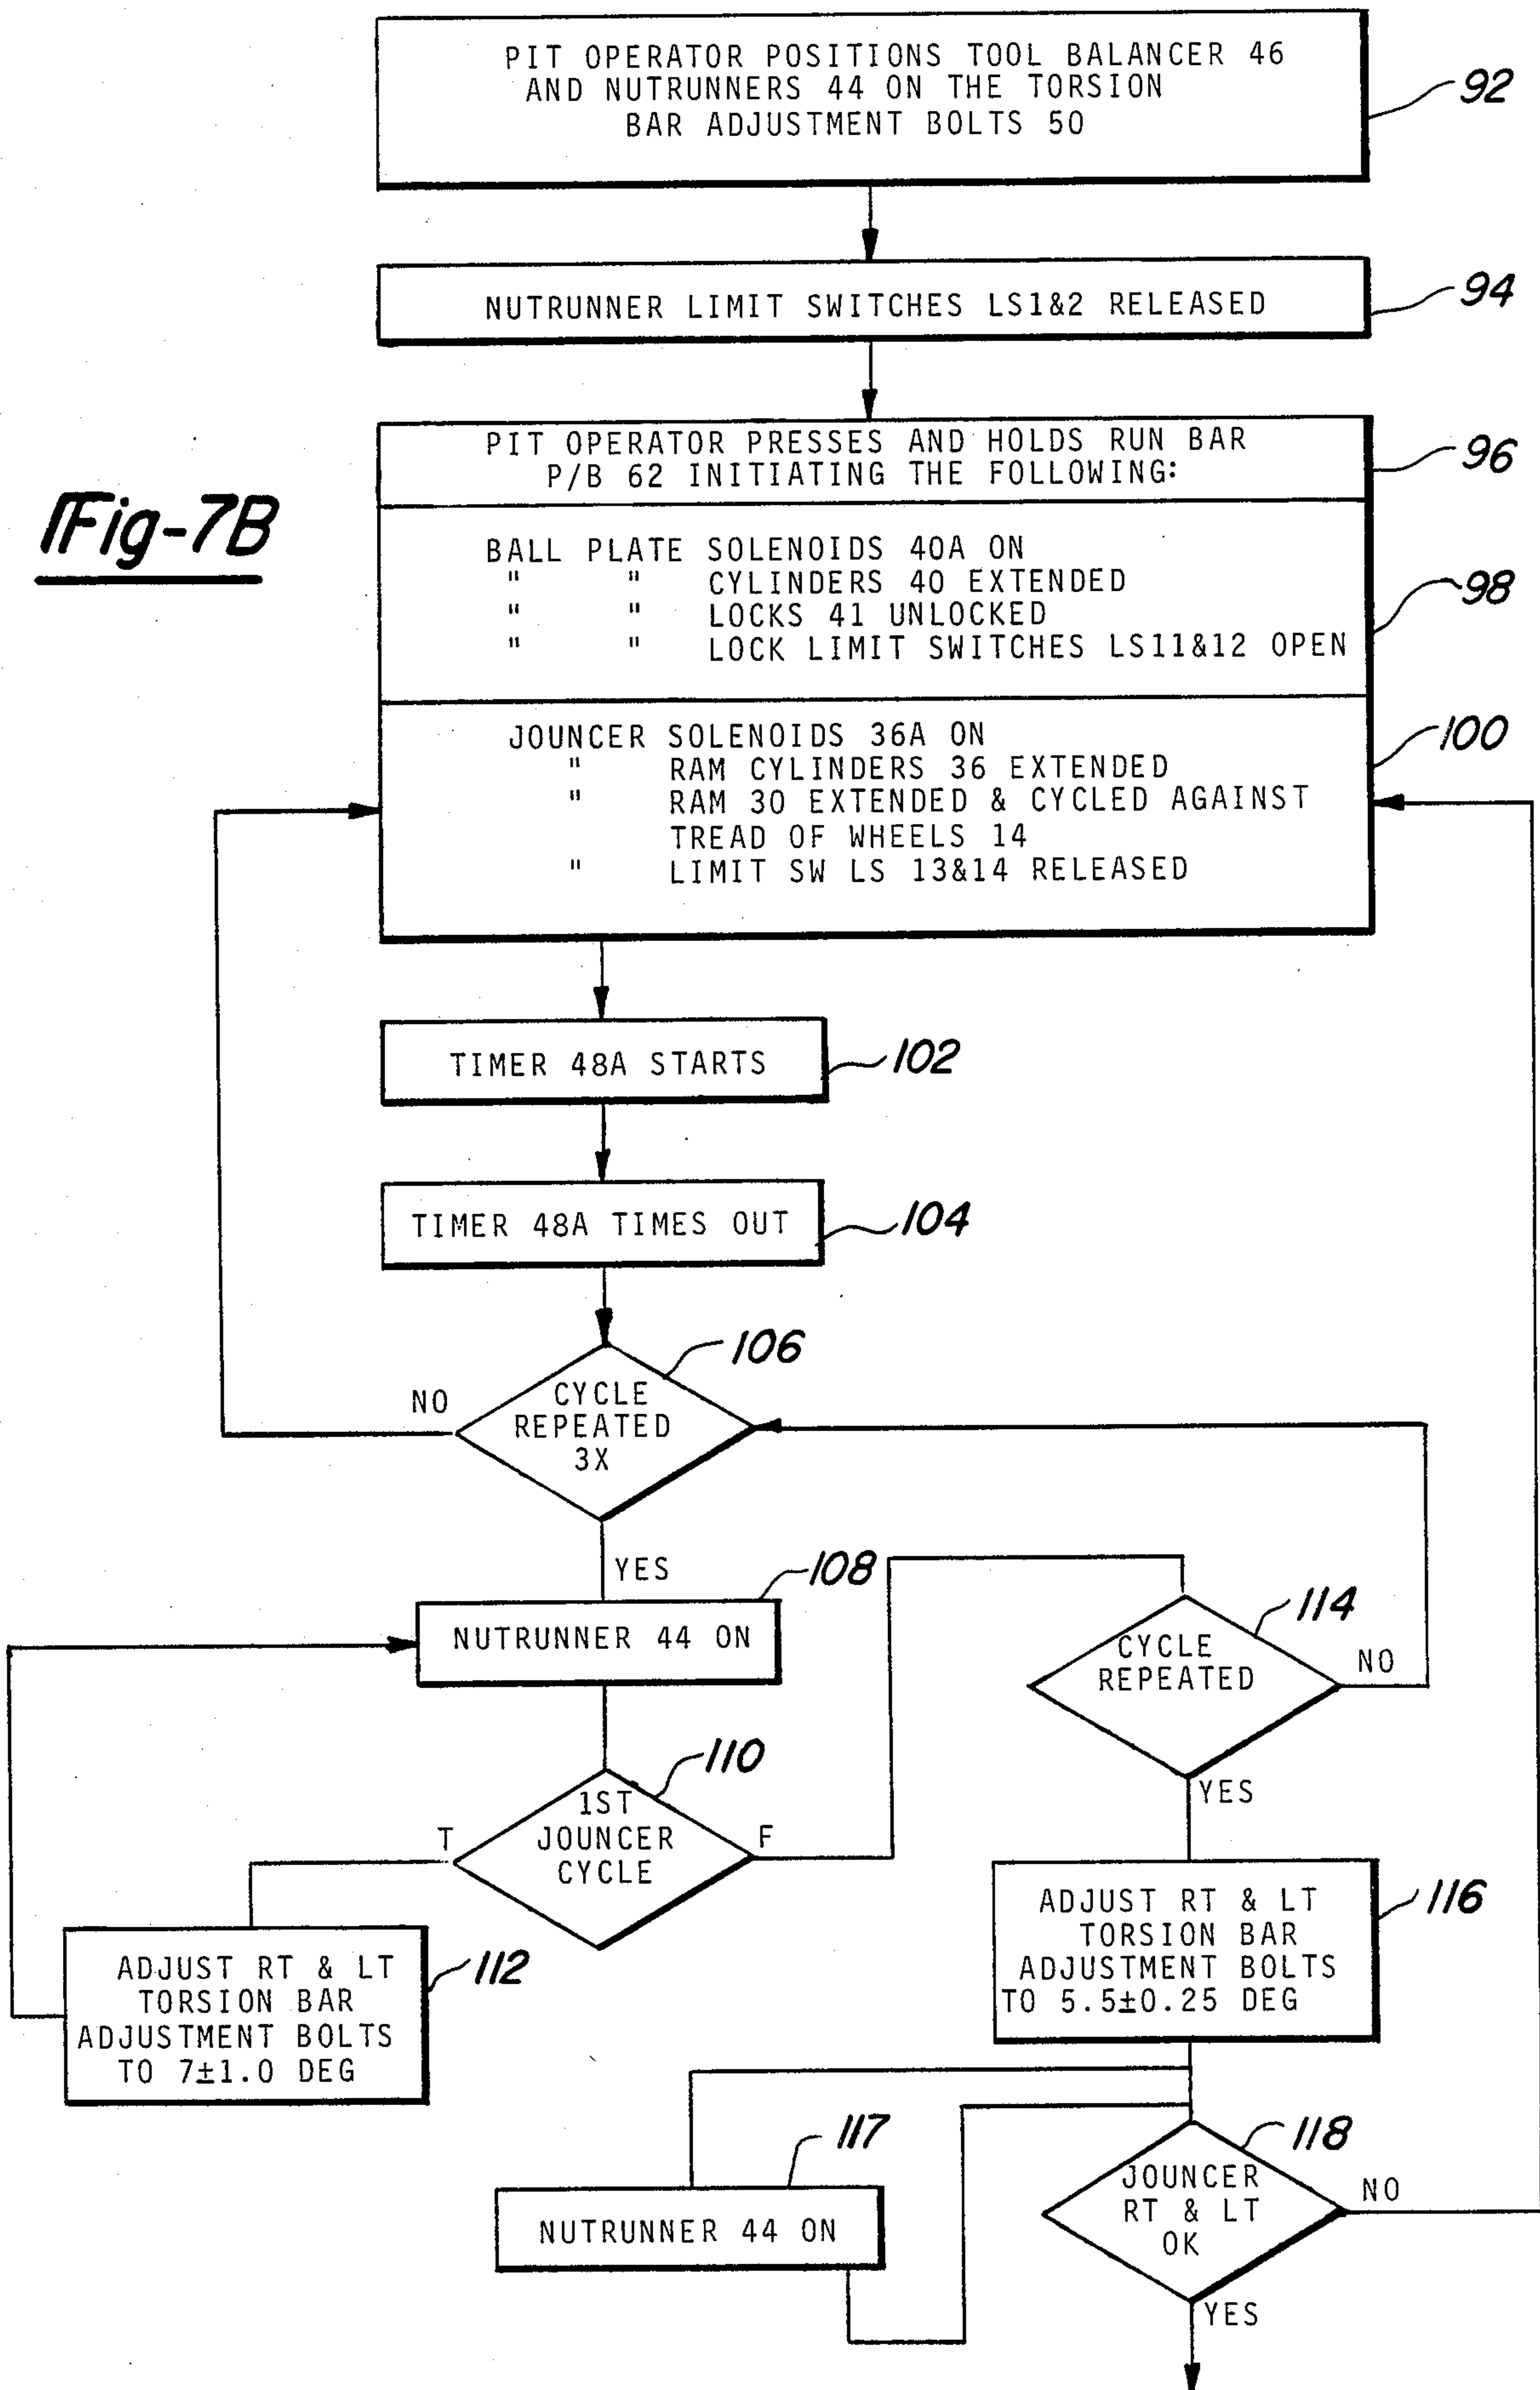 PIT OPERATOR POSITIONS TOOL BALANCER 46
AND NUTRUNNERS 44 ON THE TORSION
BAR ADJUSTMENT BOLTS 50
92
NUTRUNNER LIMIT SWITCHES LS1&2 RELEASED
94
PIT OPERATOR PRESSES AND HOLDS RUN BAR
P/B 62 INITIATING THE FOLLOWING:
96
Fig-7B
BALL PLATE SOLENOIDS 40A ON
" " CYLINDERS 40 EXTENDED
" " LOCKS 41 UNLOCKED
" " LOCK LIMIT SWITCHES LS11&12 OPEN
98
JOUNCER SOLENOIDS 36A ON
" RAM CYLINDERS 36 EXTENDED
" RAM 30 EXTENDED & CYCLED AGAINST
TREAD OF WHEELS 14
" LIMIT SW LS 13&14 RELEASED
100
TIMER 48A STARTS
102
TIMER 48A TIMES OUT
104
CYCLE
REPEATED
3X
106
NO
YES
NUTRUNNER 44 ON
108
1ST
JOUNCER
CYCLE
110
T
F
ADJUST RT & LT
TORSION BAR
ADJUSTMENT BOLTS
TO 7±1.0 DEG
112
CYCLE
REPEATED
114
NO
YES
ADJUST RT & LT
TORSION BAR
ADJUSTMENT BOLTS
TO 5.5±0.25 DEG
116
NUTRUNNER 44 ON
117
JOUNCER
RT & LT
OK
118
NO
YES